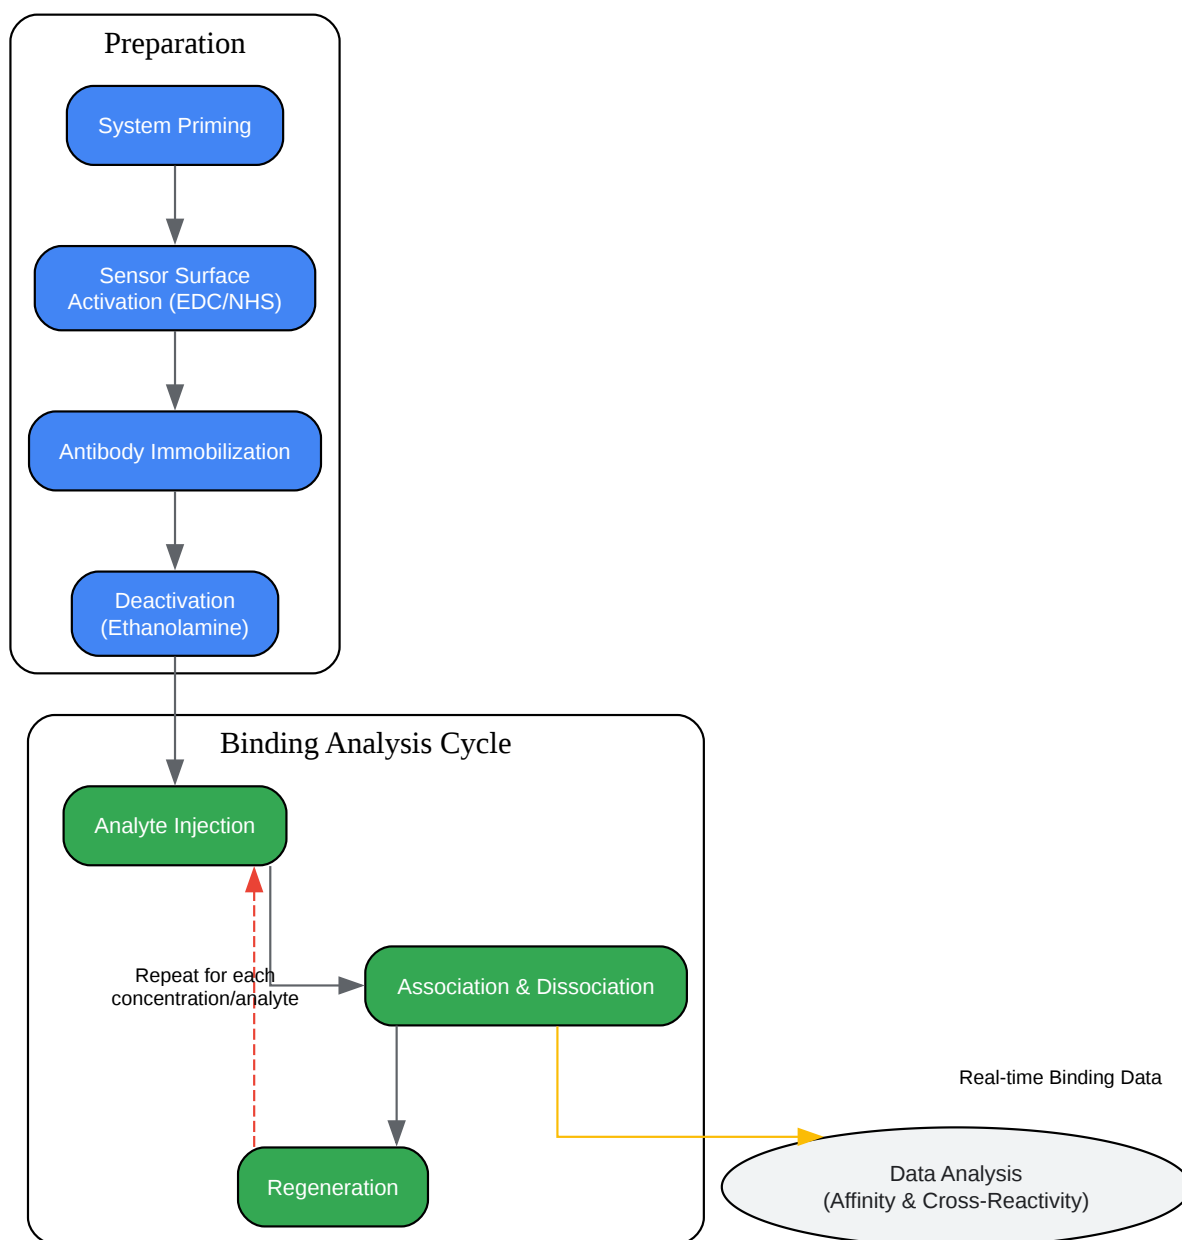 Preparation
System Priming
Sensor Surface
Activation (EDC/NHS)
Antibody Immobilization
Deactivation
(Ethanolamine)
Binding Analysis Cycle
Analyte Injection
Repeat for each
concentration/analyte
Association & Dissociation
Real-time Binding Data
Regeneration
Data Analysis
(Affinity & Cross-Reactivity)